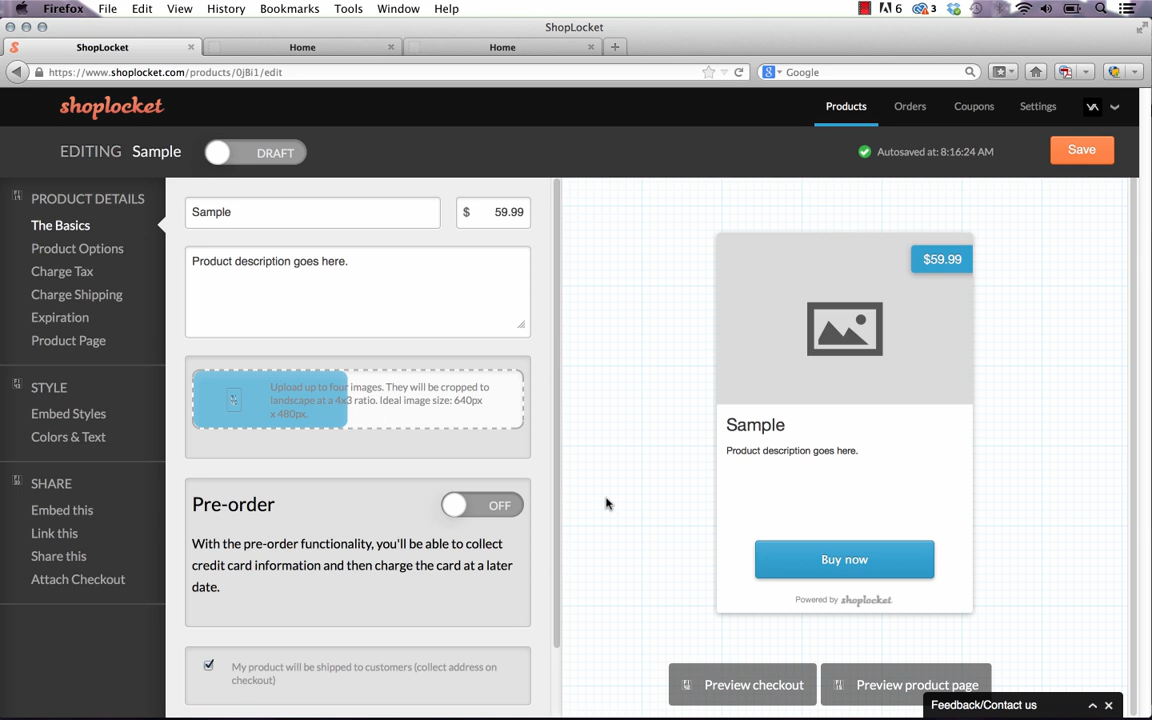 Firefox File Edit View History Bookmarks Tools Window Help 6 3
ShopLocket
ShopLocket Home Home
https://www.shoplocket.com/products/0jBi1/edit Google
shoplocket Products Orders Coupons Settings
EDITING Sample DRAFT Autosaved at: 8:16:24 AM Save
PRODUCT DETAILS
The Basics
Product Options
Charge Tax
Charge Shipping
Expiration
Product Page
STYLE
Embed Styles
Colors & Text
SHARE
Embed this
Link this
Share this
Attach Checkout
Sample $ 59.99
Product description goes here.
Upload up to four images. They will be cropped to
landscape at a 4x3 ratio. Ideal image size: 640px
x 480px.
Pre-order OFF
With the pre-order functionality, you'll be able to collect
credit card information and then charge the card at a later
date.
My product will be shipped to customers (collect address on
checkout)
$59.99
Sample
Product description goes here.
Buy now
Powered by shoplocket
Preview checkout Preview product page
Feedback/Contact us